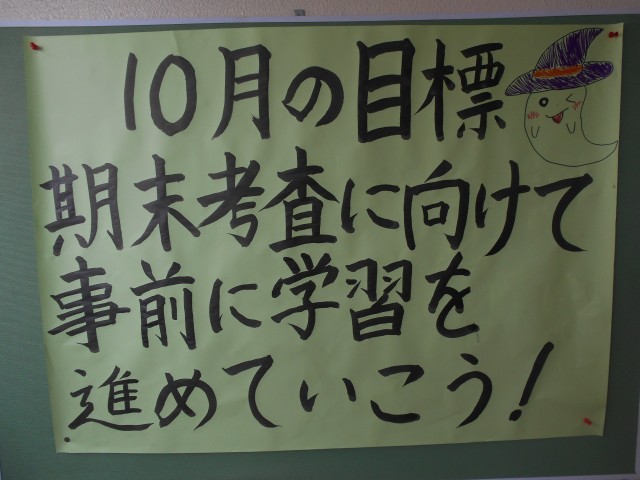 10月の目標
期末考査に向けて
事前に学習を
進めていこう!